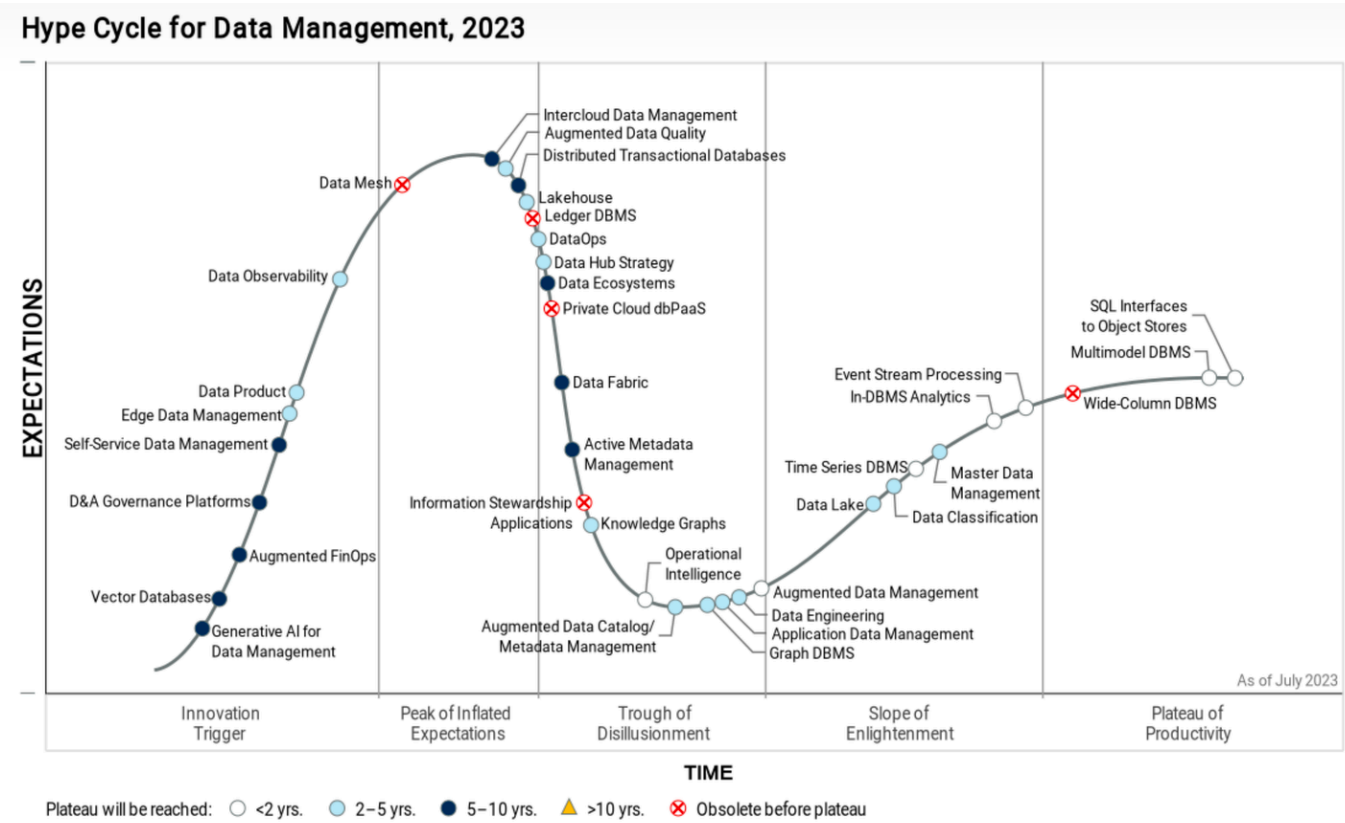 Hype Cycle for Data Management, 2023
EXPECTATIONS
Intercloud Data Management
Augmented Data Quality
Distributed Transactional Databases
Data Mesh
Lakehouse
Ledger DBMS
DataOps
Data Hub Strategy
Data Observability
Data Ecosystems
Private Cloud dbPaaS
SQL Interfaces
to Object Stores
Multimodel DBMS
Event Stream Processing
Data Fabric
Data Product
In-DBMS Analytics
Wide-Column DBMS
Edge Data Management
Self-Service Data Management
Active Metadata
Management
Time Series DBMS
Master Data
Management
D&A Governance Platforms
Information Stewardship
Applications
Data Lake
Data Classification
Knowledge Graphs
Augmented FinOps
Operational
Intelligence
Vector Databases
Augmented Data Management
Data Engineering
Generative AI for
Data Management
Augmented Data Catalog/
Metadata Management
Application Data Management
Graph DBMS
As of July 2023
Innovation
Trigger
Peak of Inflated
Expectations
Trough of
Disillusionment
Slope of
Enlightenment
Plateau of
Productivity
TIME
Plateau will be reached: <2 yrs. 2–5 yrs. 5–10 yrs. >10 yrs. Obsolete before plateau